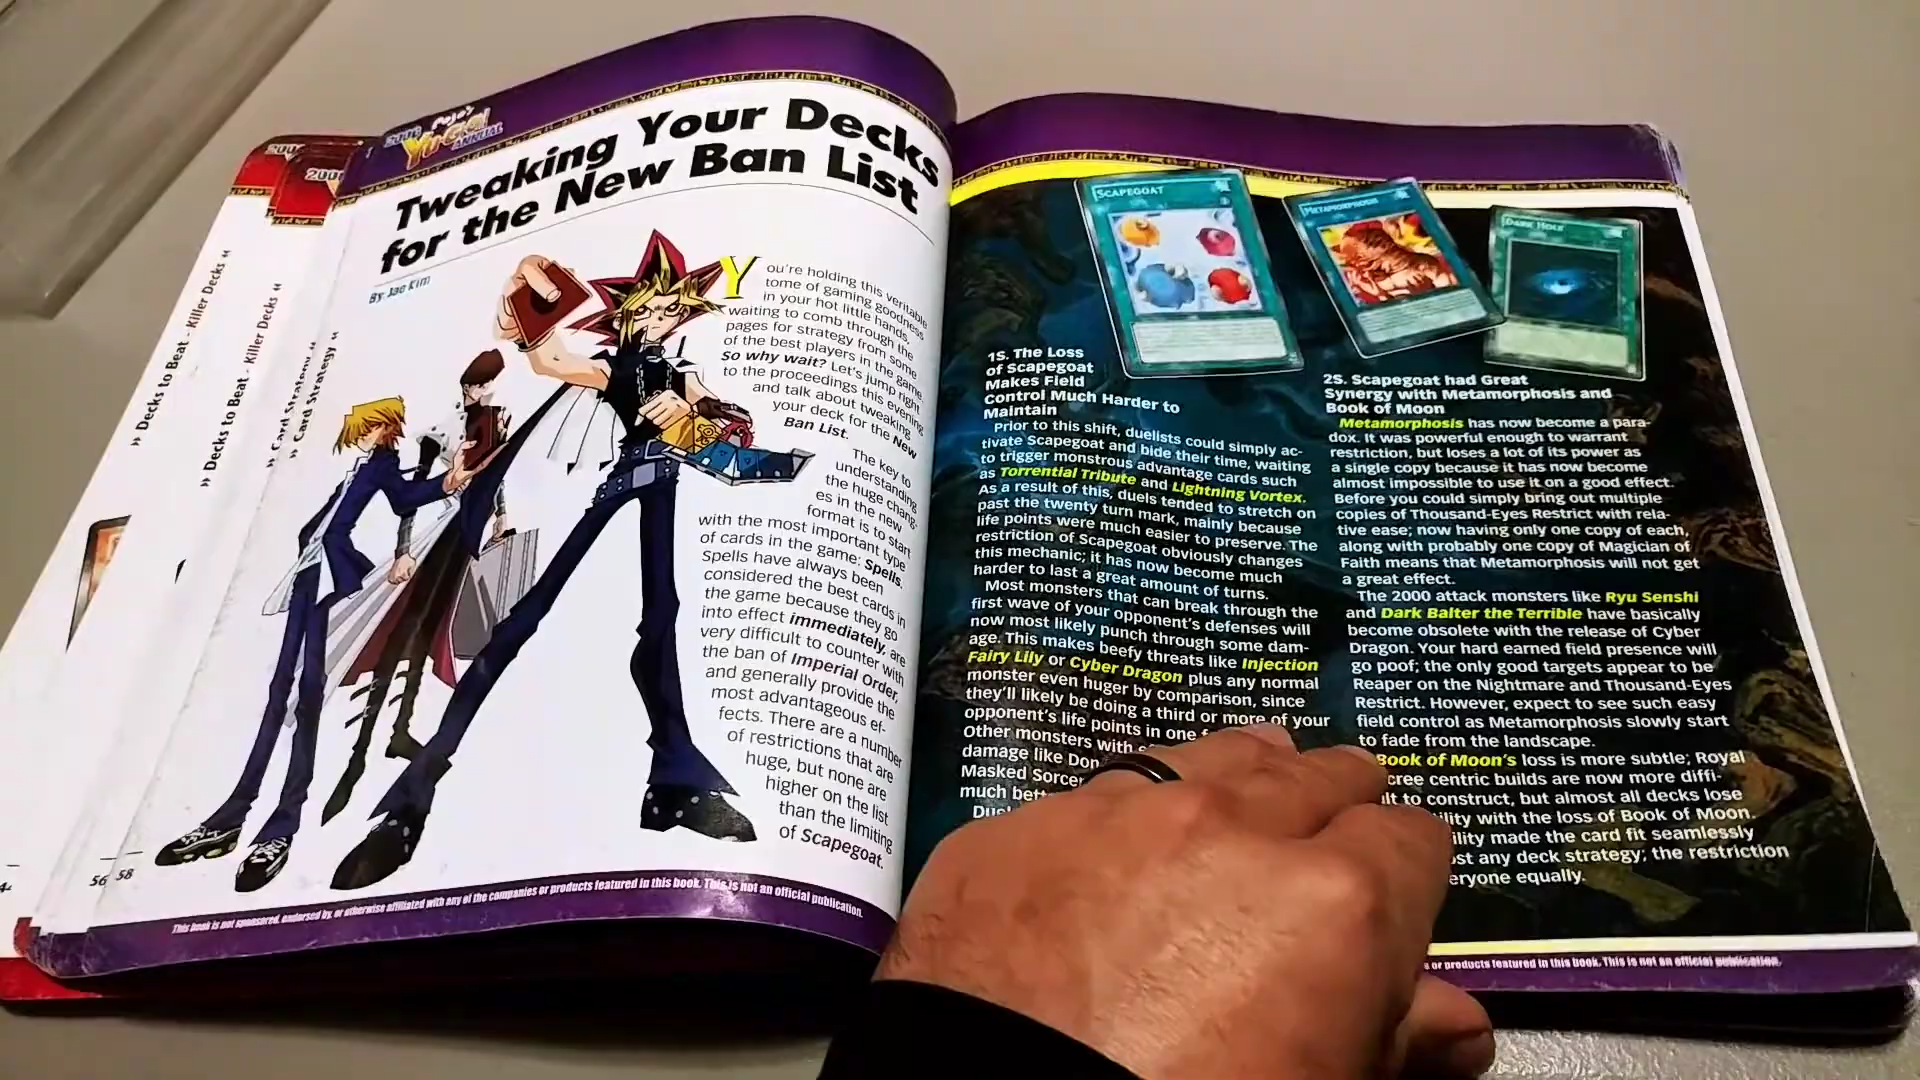 2006 Pojo's
Yu-Gi-Oh!
ANNUAL
Tweaking Your Decks
for the New Ban List
By: Jae Kim
You're holding this veritable
tome of gaming goodness
in your hot little hands,
waiting to comb through the
pages for strategy from some
of the best players in the game.
So why wait? Let's jump right
to the proceedings this evening
and talk about tweaking
your deck for the New
Ban List.
The key to
understanding
the huge chang-
es in the new
format is to start
with the most important type
of cards in the game: Spells.
Spells have always been
considered the best cards in
the game because they go
into effect immediately, are
very difficult to counter with
the ban of Imperial Order,
and generally provide the
most advantageous ef-
fects. There are a number
of restrictions that are
huge, but none are
higher on the list
than the limiting
of Scapegoat.
This book is not sponsored, endorsed by, or otherwise affiliated with any of the companies or products featured in this book. This is not an official publication.
» Decks to Beat - Killer Decks «
» Decks to Beat - Killer Decks «
» Card Strategy «
» Card Strategy «
56
58
SCAPEGOAT
METAMORPHOSIS
DARK HOLE
1S. The Loss
of Scapegoat
Makes Field
Control Much Harder to
Maintain
Prior to this shift, duelists could simply ac-
tivate Scapegoat and bide their time, waiting
to trigger monstrous advantage cards such
as Torrential Tribute and Lightning Vortex.
As a result of this, duels tended to stretch on
past the twenty turn mark, mainly because
life points were much easier to preserve. The
restriction of Scapegoat obviously changes
this mechanic; it has now become much
harder to last a great amount of turns.
Most monsters that can break through the
first wave of your opponent's defenses will
now most likely punch through some dam-
age. This makes beefy threats like Injection
Fairy Lily or Cyber Dragon plus any normal
monster even huger by comparison, since
they'll likely be doing a third or more of your
opponent's life points in one
Other monsters with
damage like Don
Masked Sorcer
much bett
2S. Scapegoat had Great
Synergy with Metamorphosis and
Book of Moon
Metamorphosis has now become a para-
dox. It was powerful enough to warrant
restriction, but loses a lot of its power as
a single copy because it has now become
almost impossible to use it on a good effect.
Before you could simply bring out multiple
copies of Thousand-Eyes Restrict with rela-
tive ease; now having only one copy of each,
along with probably one copy of Magician of
Faith means that Metamorphosis will not get
a great effect.
The 2000 attack monsters like Ryu Senshi
and Dark Balter the Terrible have basically
become obsolete with the release of Cyber
Dragon. Your hard earned field presence will
go poof; the only good targets appear to be
Reaper on the Nightmare and Thousand-Eyes
Restrict. However, expect to see such easy
field control as Metamorphosis slowly start
to fade from the landscape.
Book of Moon's loss is more subtle; Royal
cree centric builds are now more diffi-
lt to construct, but almost all decks lose
ility with the loss of Book of Moon.
ility made the card fit seamlessly
ost any deck strategy; the restriction
eryone equally.
or products featured in this book. This is not an official publication.